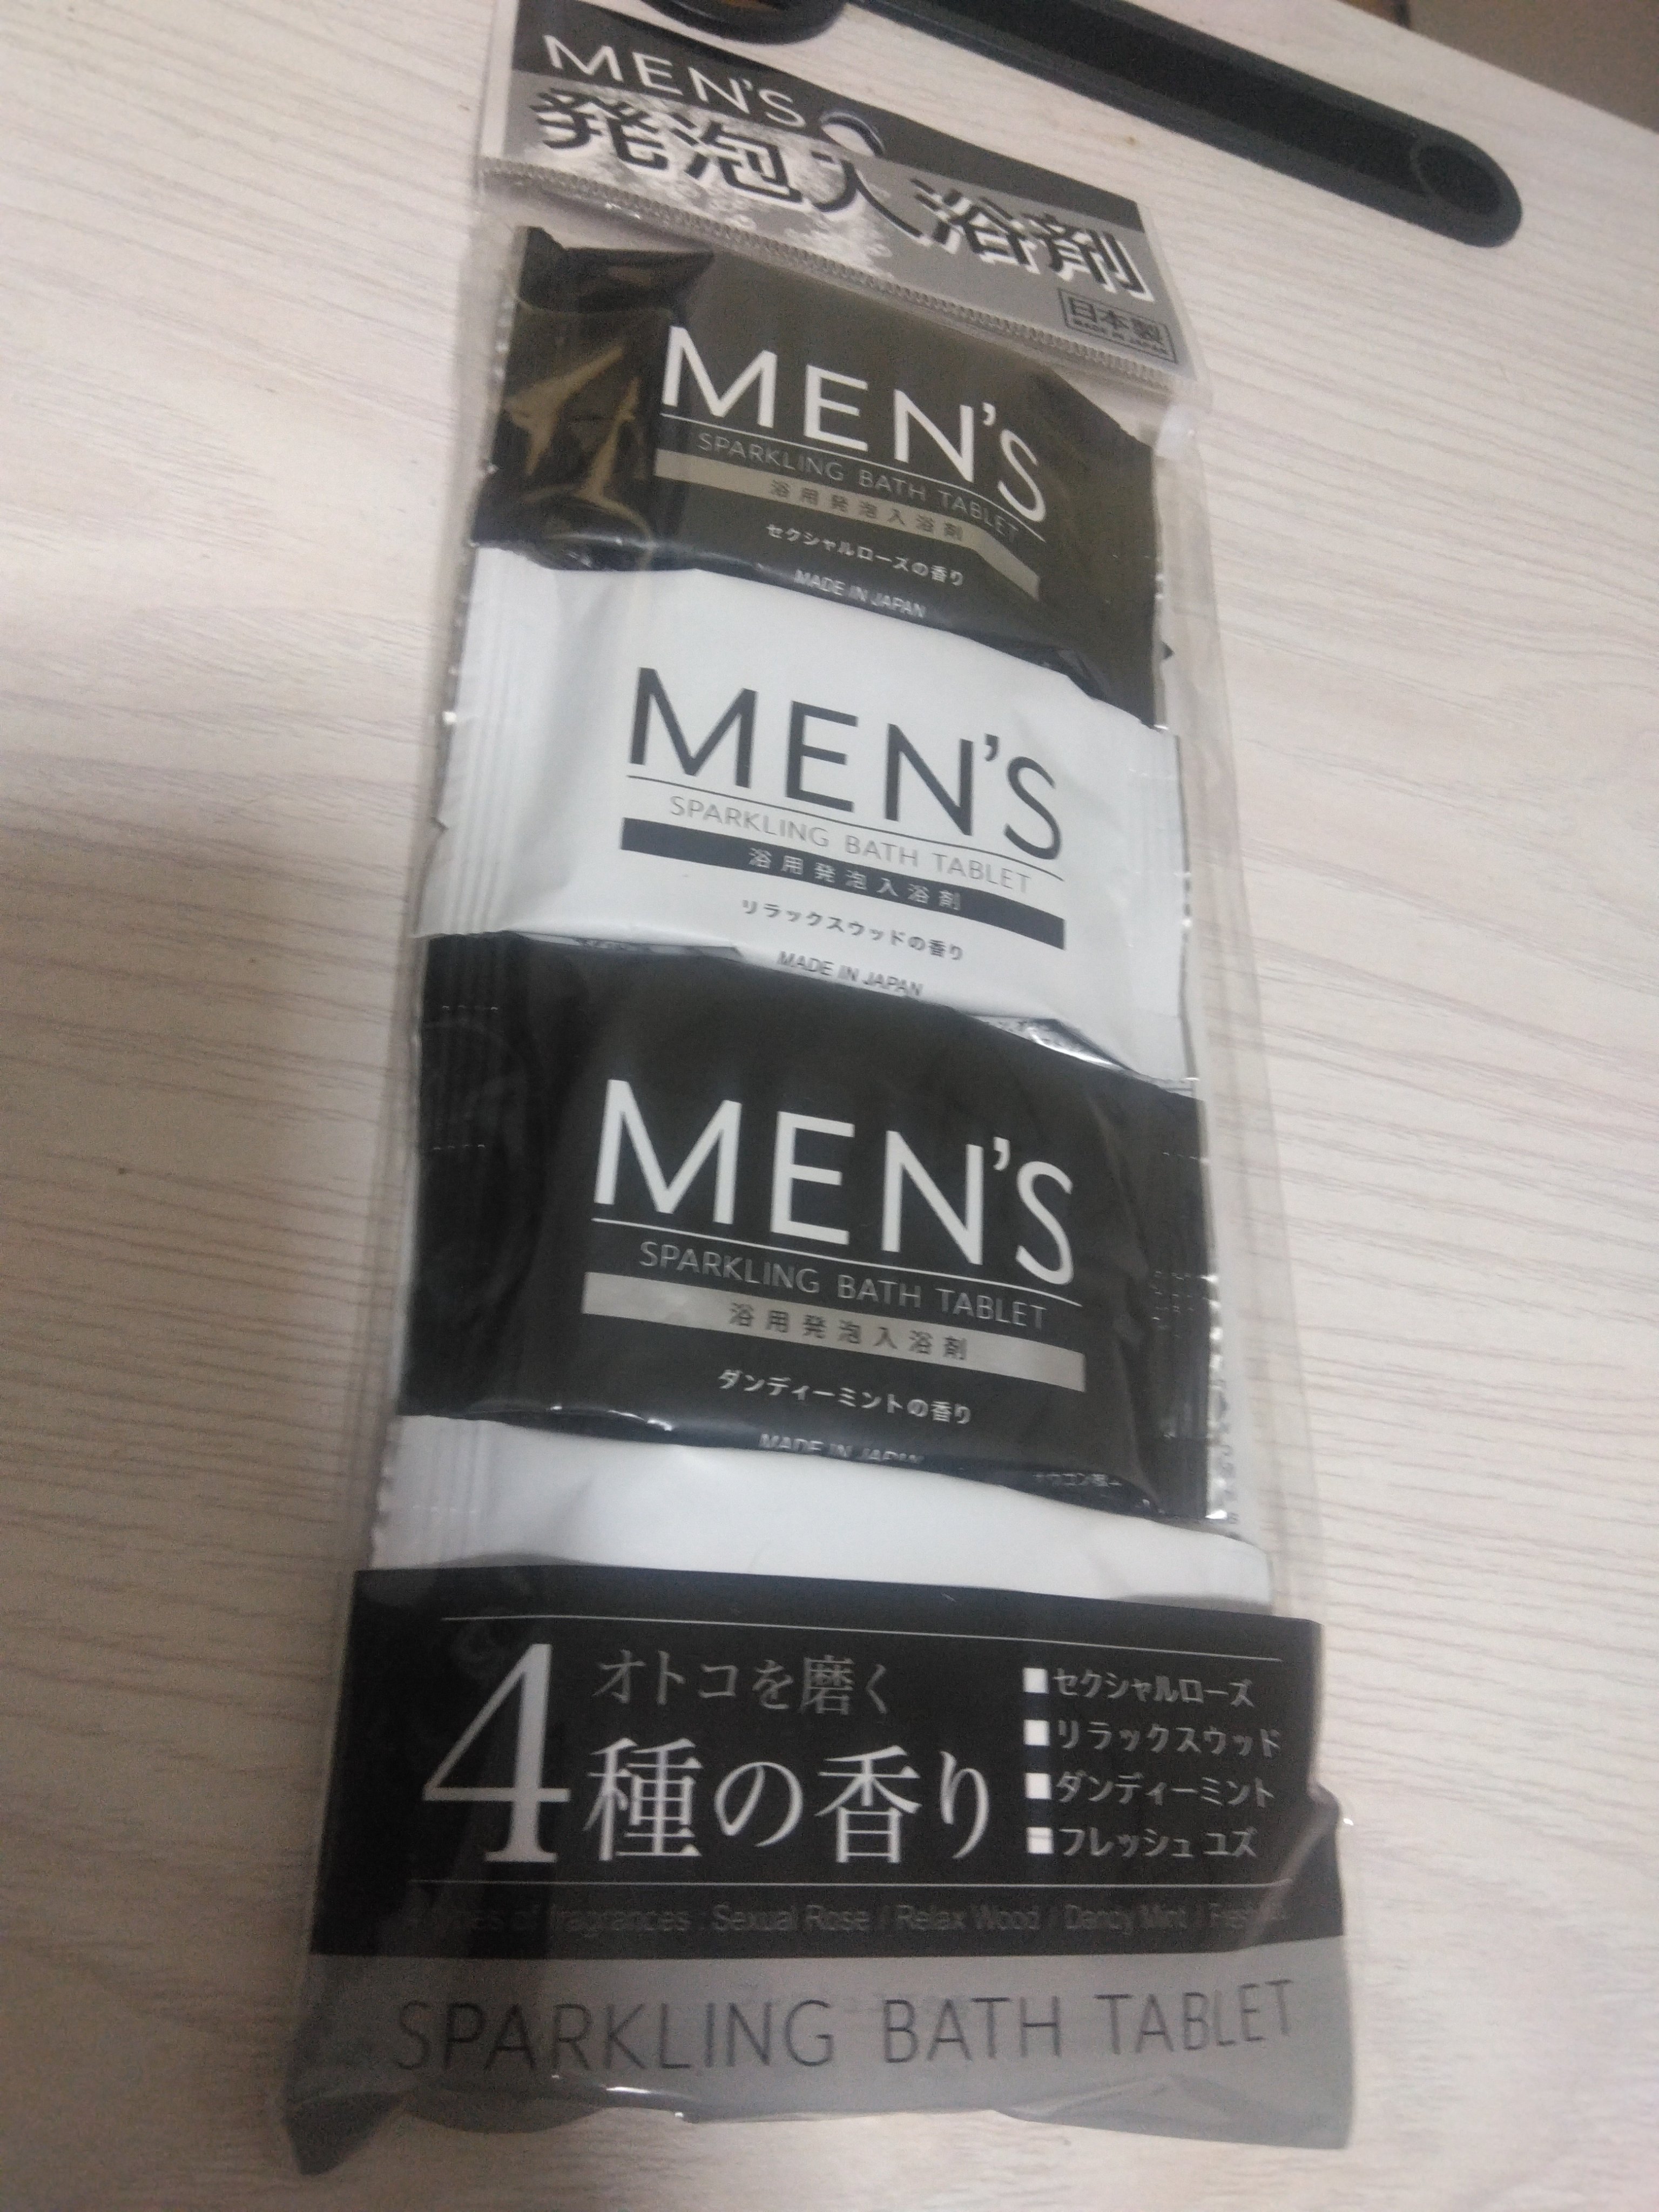 MEN'S
発泡入浴剤
日本製
MADE IN JAPAN
MEN'S
SPARKLING BATH TABLET
浴用発泡入浴剤
セクシャルローズの香り
MADE IN JAPAN
MEN'S
SPARKLING BATH TABLET
浴用発泡入浴剤
リラックスウッドの香り
MADE IN JAPAN
MEN'S
SPARKLING BATH TABLET
浴用発泡入浴剤
ダンディーミントの香り
MADE IN JAPAN
オトコを磨く
4種の香り
■セクシャルローズ
■リラックスウッド
■ダンディーミント
■フレッシュユズ
of fragrances : Sexual Rose / Relax Wood / Dandy Mint /
SPARKLING BATH TABLET